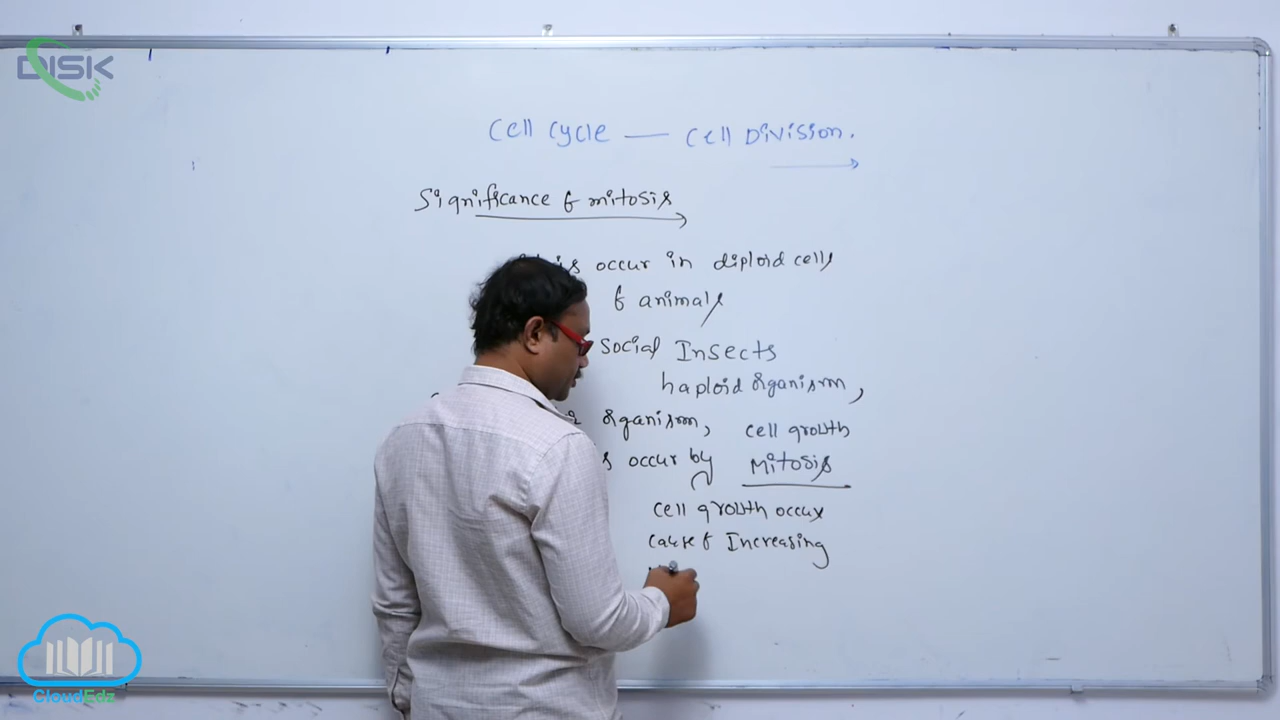 DISK
Cell Cycle — Cell Division.
Significance of mitosis
is occur in diploid cells
of animals
Social Insects
haploid organism,
organism, cell growth
s occur by Mitosis
cell growth occur
cause of Increasing
CloudEdz